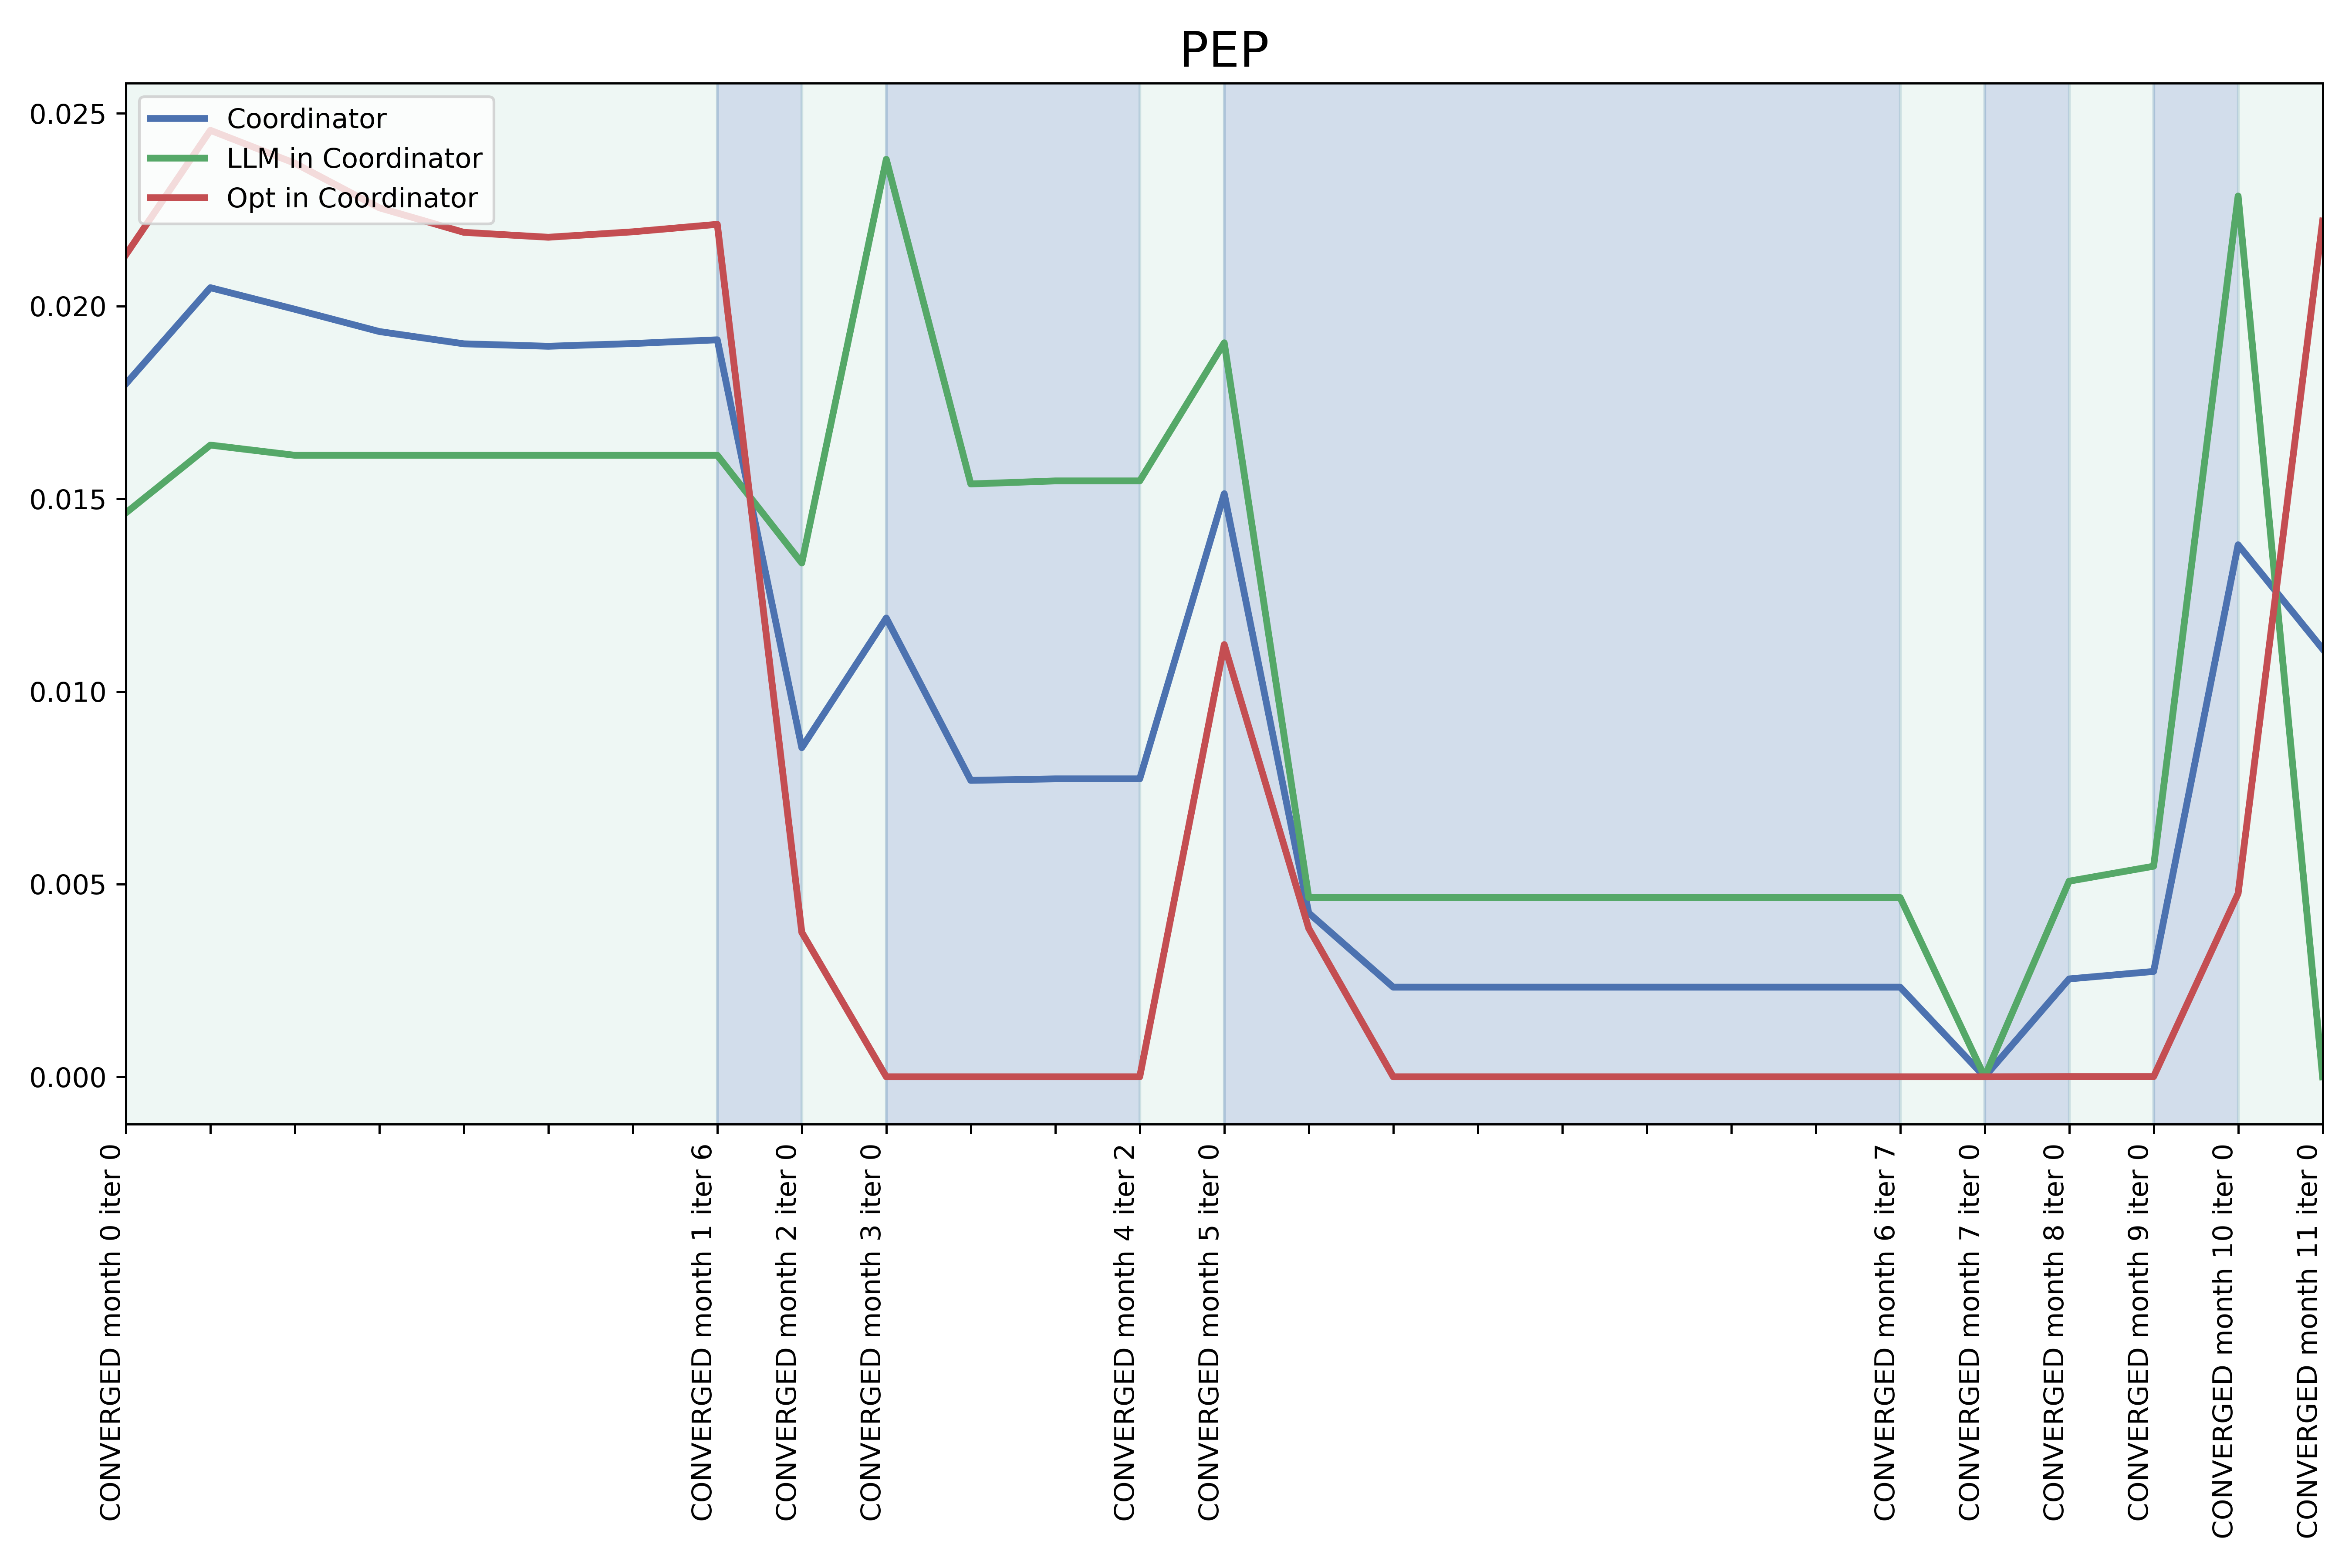 PEP
Coordinator
LLM in Coordinator
Opt in Coordinator
0.025
0.020
0.015
0.010
0.005
0.000
CONVERGED month 0 iter 0
CONVERGED month 1 iter 6
CONVERGED month 2 iter 0
CONVERGED month 3 iter 0
CONVERGED month 4 iter 2
CONVERGED month 5 iter 0
CONVERGED month 6 iter 7
CONVERGED month 7 iter 0
CONVERGED month 8 iter 0
CONVERGED month 9 iter 0
CONVERGED month 10 iter 0
CONVERGED month 11 iter 0